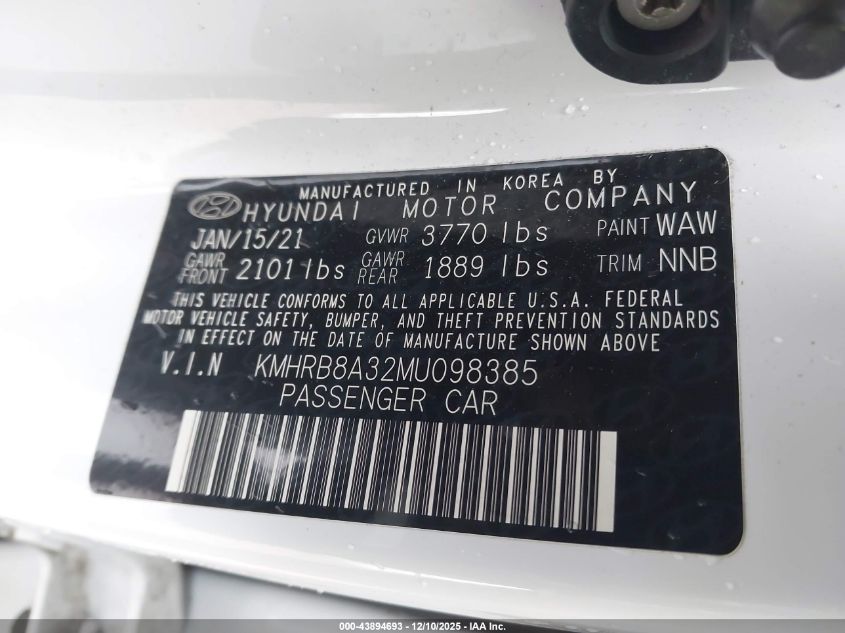 MANUFACTURED IN KOREA BY
HYUNDAI MOTOR COMPANY
JAN/15/21 GVWR 3770 lbs PAINT WAW
GAWR FRONT 2101 lbs GAWR REAR 1889 lbs TRIM NNB
THIS VEHICLE CONFORMS TO ALL APPLICABLE U.S.A. FEDERAL
MOTOR VEHICLE SAFETY, BUMPER, AND THEFT PREVENTION STANDARDS
IN EFFECT ON THE DATE OF MANUFACTURE SHOWN ABOVE
V.I.N KMHRB8A32MU098385
PASSENGER CAR
000-43894693 - 12/10/2025 - IAA Inc.